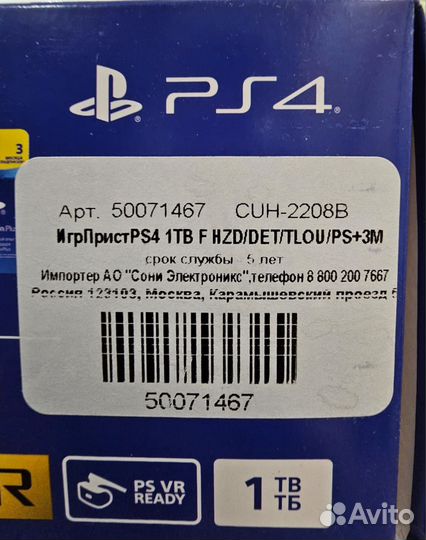 PS4
3
МЕСЯЦА
Арт. 50071467 CUH-2208B
ИгрПристPS4 1TB F HZD/DET/TLOU/PS+3M
срок службы - 5 лет
Импортер АО "Сони Электроникс",телефон 8 800 200 7667
Россия 123103, Москва, Карамышевский проезд
50071467
R
PS VR
READY
1 TB
ТБ
Avito